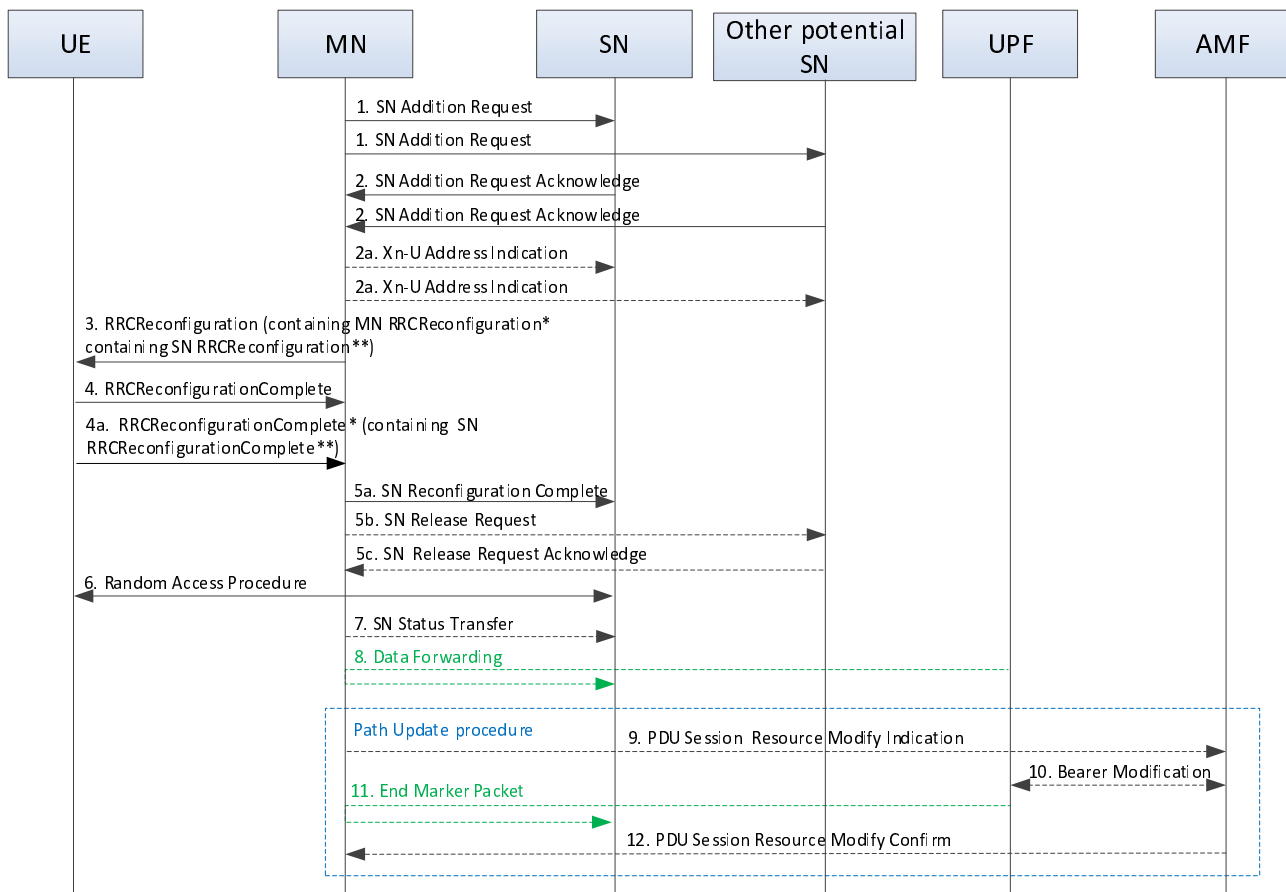 UE
MN
SN
Other potential
SN
UPF
AMF
1. SN Addition Request
1. SN Addition Request
2. SN Addition Request Acknowledge
2. SN Addition Request Acknowledge
2a. Xn-U Address Indication
2a. Xn-U Address Indication
3. RRCReconfiguration (containing MN RRCReconfiguration*
containing SN RRCReconfiguration**)
4. RRCReconfigurationComplete
4a. RRCReconfigurationComplete* (containing SN
RRCReconfigurationComplete**)
5a. SN Reconfiguration Complete
5b. SN Release Request
5c. SN Release Request Acknowledge
6. Random Access Procedure
7. SN Status Transfer
8. Data Forwarding
Path Update procedure
9. PDU Session Resource Modify Indication
10. Bearer Modification
11. End Marker Packet
12. PDU Session Resource Modify Confirm